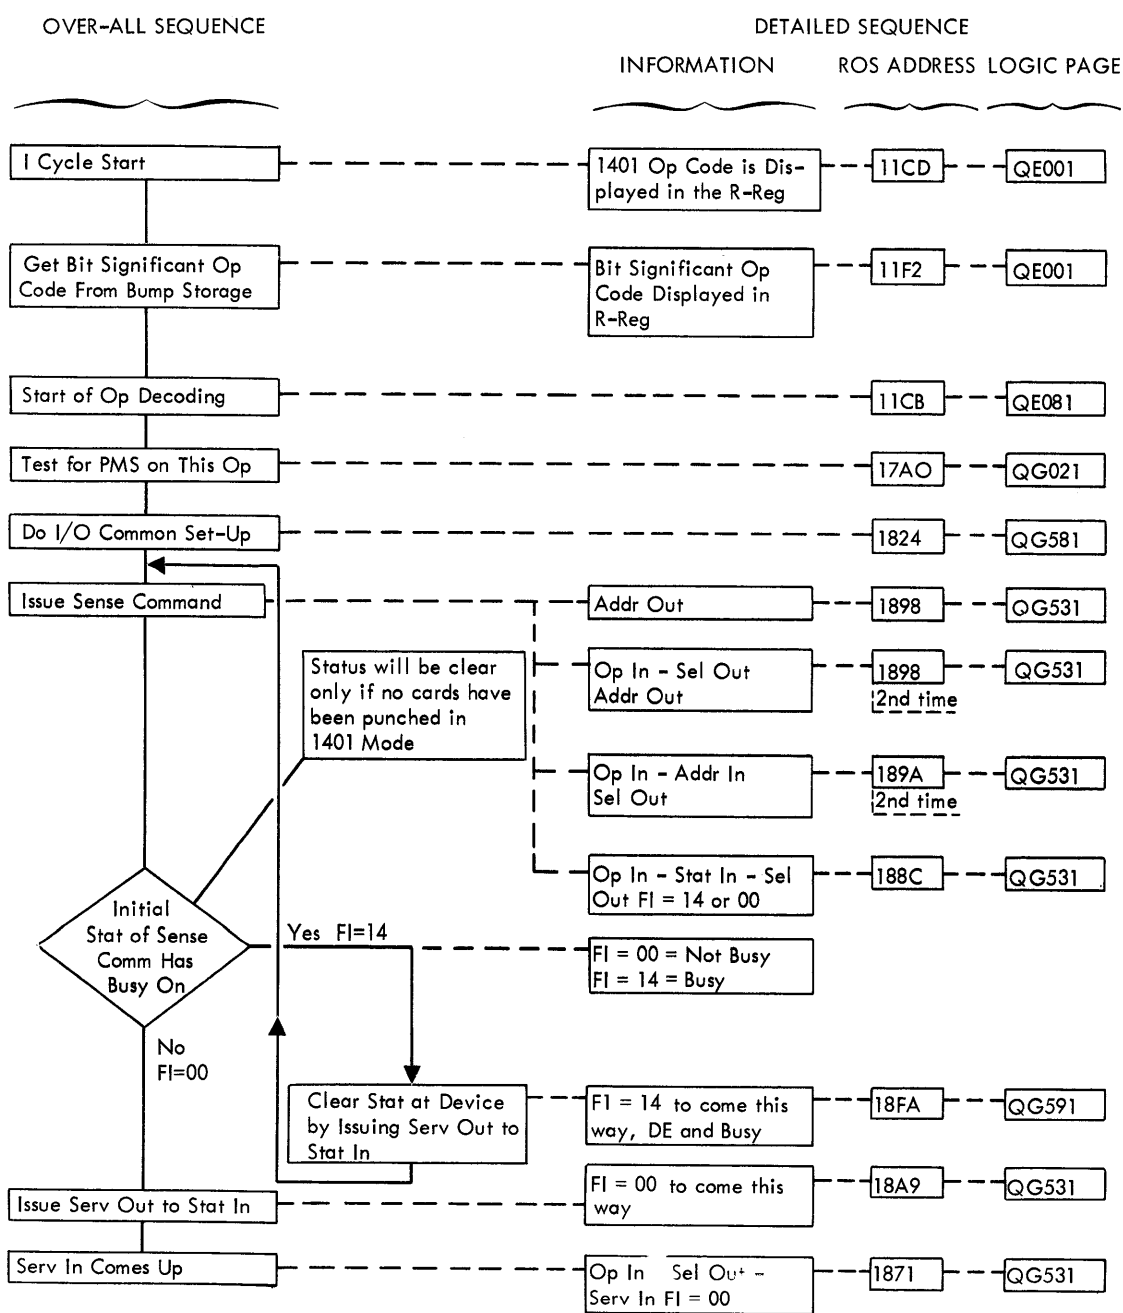 OVER-ALL SEQUENCE
DETAILED SEQUENCE
INFORMATION
ROS ADDRESS
LOGIC PAGE
I Cycle Start
1401 Op Code is Dis-
played in the R-Reg
11CD
QE001
Get Bit Significant Op
Code From Bump Storage
Bit Significant Op
Code Displayed in
R-Reg
11F2
QE001
Start of Op Decoding
11CB
QE081
Test for PMS on This Op
17AO
QG021
Do I/O Common Set-Up
1824
QG581
Issue Sense Command
Addr Out
1898
QG531
Status will be clear
only if no cards have
been punched in
1401 Mode
Op In - Sel Out
Addr Out
1898
2nd time
QG531
Op In - Addr In
Sel Out
189A
2nd time
QG531
Op In - Stat In - Sel
Out FI = 14 or 00
188C
QG531
Initial
Stat of Sense
Comm Has
Busy On
Yes FI=14
FI = 00 = Not Busy
FI = 14 = Busy
No
FI=00
Clear Stat at Device
by Issuing Serv Out to
Stat In
F1 = 14 to come this
way, DE and Busy
18FA
QG591
Issue Serv Out to Stat In
FI = 00 to come this
way
18A9
QG531
Serv In Comes Up
Op In Sel Out -
Serv In FI = 00
1871
QG531